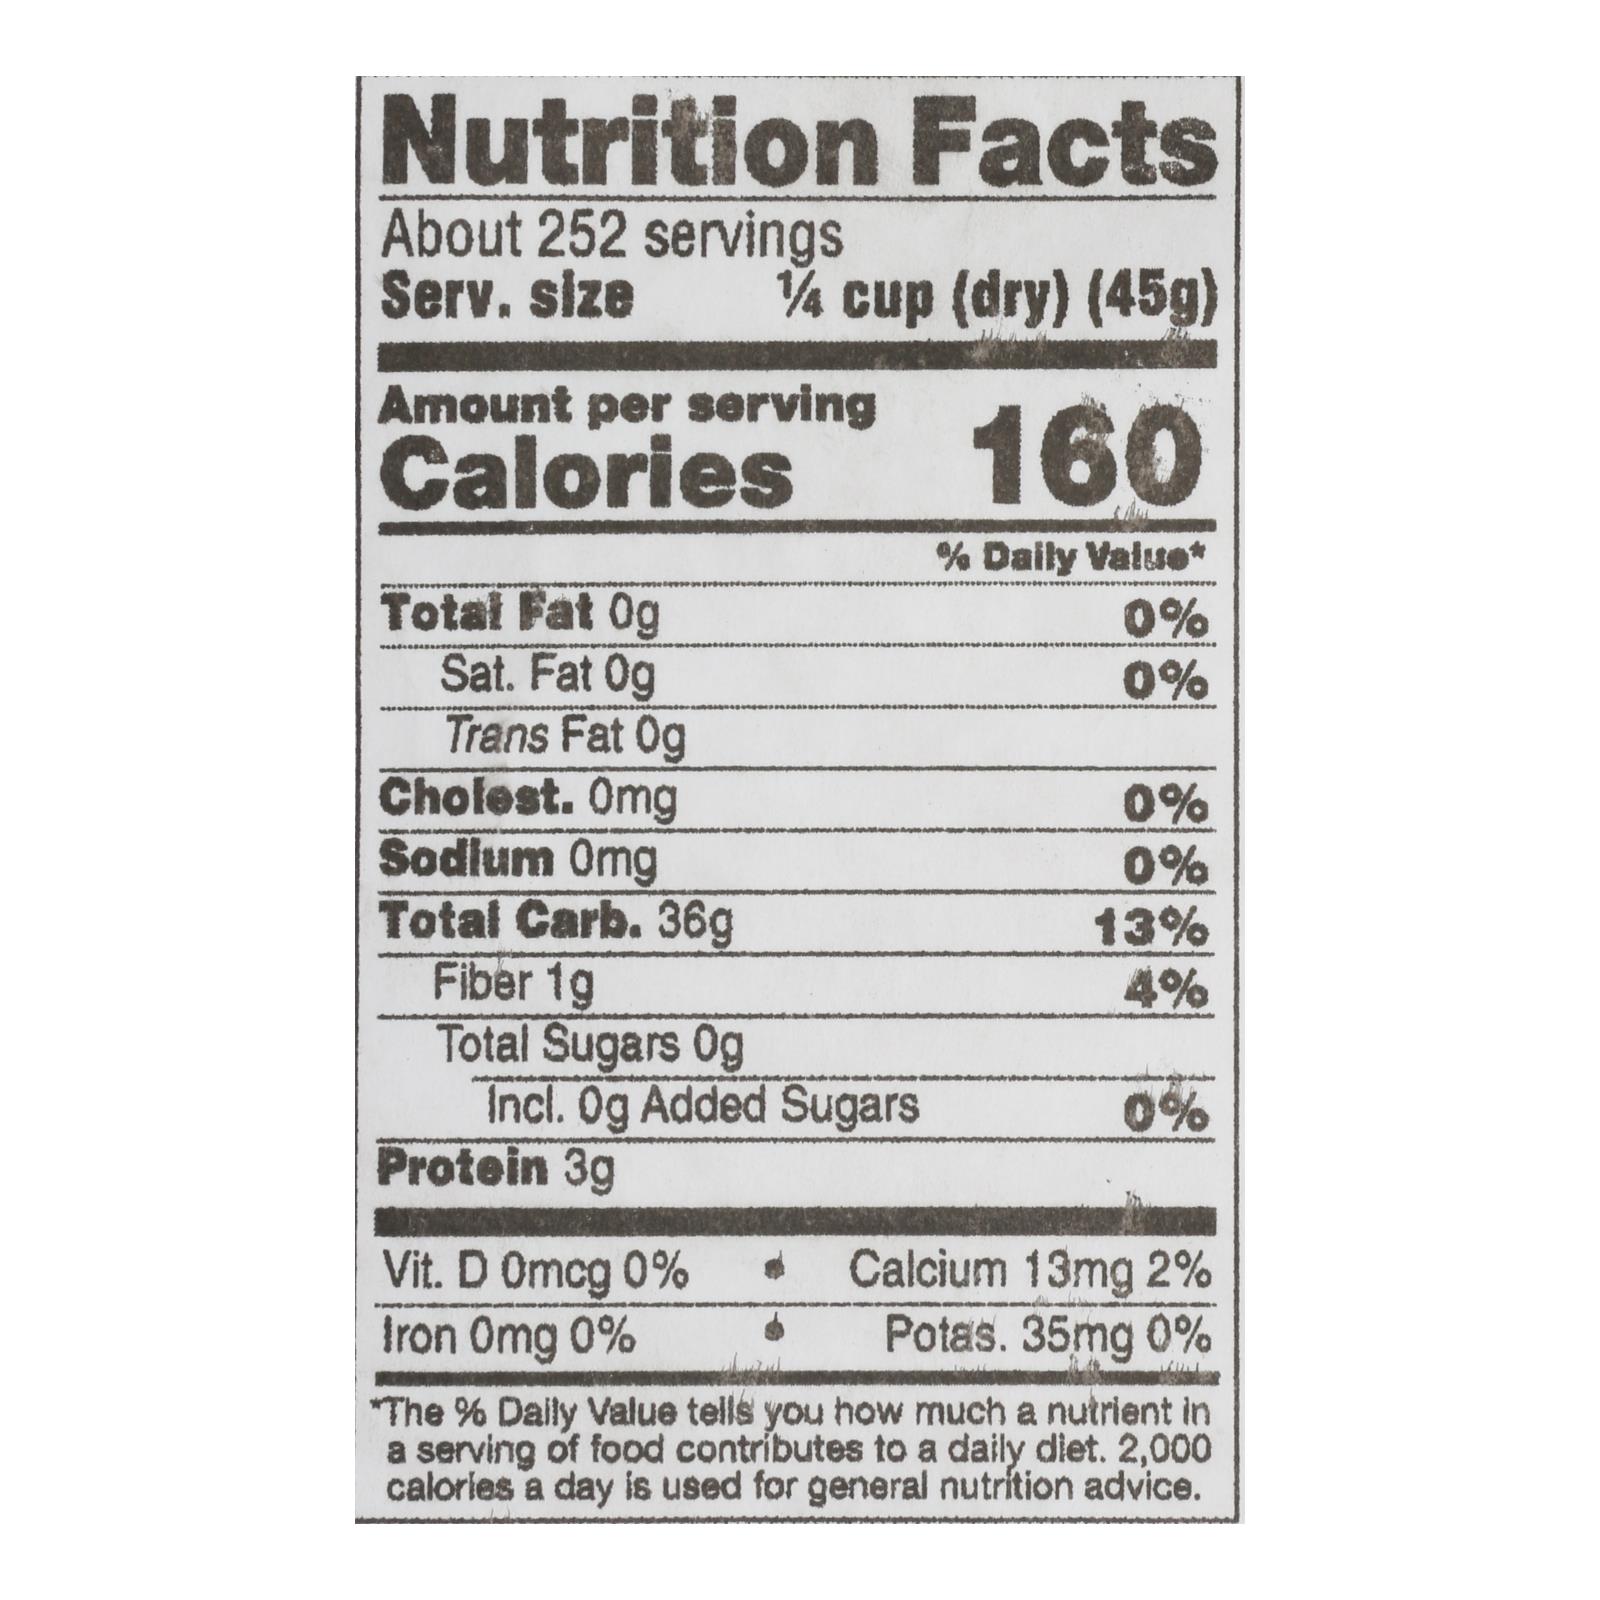 Nutrition Facts
About 252 servings
Serv. size ¼ cup (dry) (45g)
Amount per serving
Calories 160
% Daily Value*
Total Fat 0g 0%
Sat. Fat 0g 0%
Trans Fat 0g
Cholest. 0mg 0%
Sodium 0mg 0%
Total Carb. 36g 13%
Fiber 1g 4%
Total Sugars 0g
Incl. 0g Added Sugars 0%
Protein 3g
Vit. D 0mcg 0% • Calcium 13mg 2%
Iron 0mg 0% • Potas. 35mg 0%
*The % Daily Value tells you how much a nutrient in
a serving of food contributes to a daily diet. 2,000
calories a day is used for general nutrition advice.